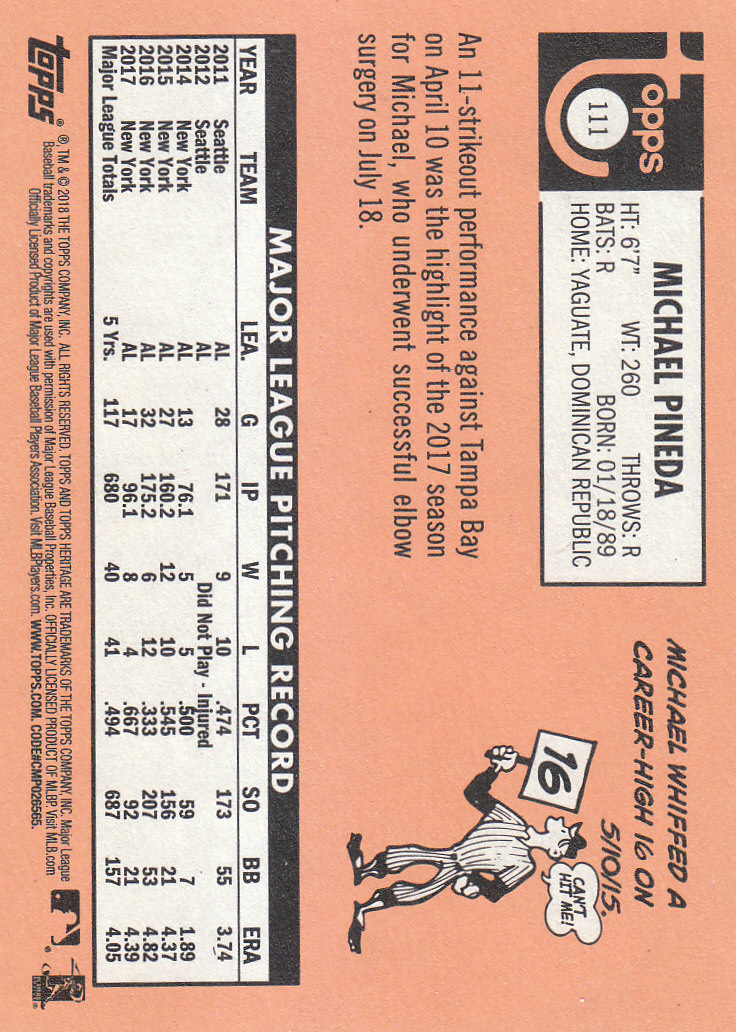 topps
111
MICHAEL PINEDA
HT: 6'7" WT: 260 THROWS: R
BATS: R BORN: 01/18/89
HOME: YAGUATE, DOMINICAN REPUBLIC
MICHAEL WHIFFED A
CAREER-HIGH 16 ON
5/10/15.
CAN'T
HIT ME!
16
An 11-strikeout performance against Tampa Bay
on April 10 was the highlight of the 2017 season
for Michael, who underwent successful elbow
surgery on July 18.
MAJOR LEAGUE PITCHING RECORD
YEAR TEAM LEA. G IP W L PCT SO BB ERA
2011 Seattle AL 28 171 9 10 .474 173 55 3.74
2012 Seattle AL Did Not Play - Injured
2014 New York AL 13 76.1 5 5 .500 59 7 1.89
2015 New York AL 27 160.2 12 10 .545 156 21 4.37
2016 New York AL 32 175.2 6 12 .333 207 53 4.82
2017 New York AL 17 96.1 8 4 .667 92 21 4.39
Major League Totals 5 Yrs. 117 680 40 41 .494 687 157 4.05
topps®
®, TM & © 2018 THE TOPPS COMPANY, INC. ALL RIGHTS RESERVED. TOPPS AND TOPPS HERITAGE ARE TRADEMARKS OF THE TOPPS COMPANY, INC. Major League
Baseball trademarks and copyrights are used with permission of Major League Baseball Properties, Inc. OFFICIALLY LICENSED PRODUCT OF MLBP. Visit MLB.com
Officially Licensed Product of Major League Baseball Players Association. Visit MLBPlayers.com. WWW.TOPPS.COM. CODE#CMP026565.